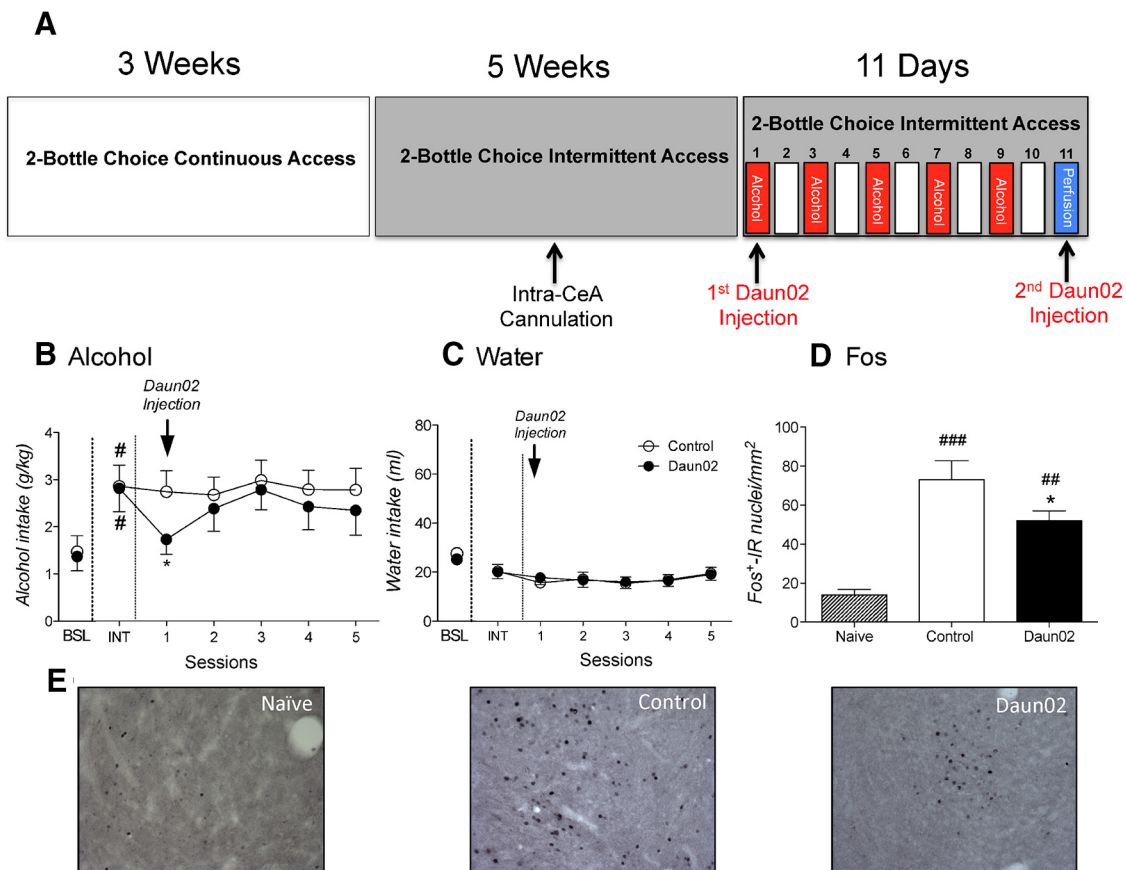 A
3 Weeks
5 Weeks
11 Days
2-Bottle Choice Continuous Access
2-Bottle Choice Intermittent Access
2-Bottle Choice Intermittent Access
1 2 3 4 5 6 7 8 9 10 11
Alcohol
Alcohol
Alcohol
Alcohol
Alcohol
Perfusion
Intra-CeA
Cannulation
1st Daun02
Injection
2nd Daun02
Injection
B Alcohol
Daun02
Injection
Alcohol intake (g/kg)
4
3
2
1
0
#
#
*
BSL INT 1 2 3 4 5
Sessions
C Water
Daun02
Injection
Control
Daun02
Water intake (ml)
80
60
40
20
0
BSL INT 1 2 3 4 5
Sessions
D Fos
Fos+-IR nuclei/mm2
100
80
60
40
20
0
###
##
*
Naive Control Daun02
E
Naïve
Control
Daun02